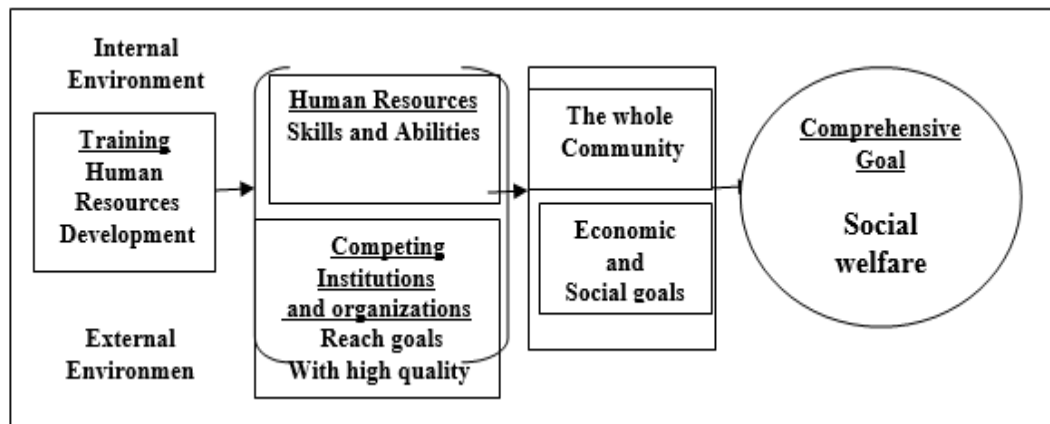 Internal
Environment
Training
Human
Resources
Development
External
Environmen
Human Resources
Skills and Abilities
Competing
Institutions
and organizations
Reach goals
With high quality
The whole
Community
Economic
and
Social goals
Comprehensive
Goal
Social
welfare